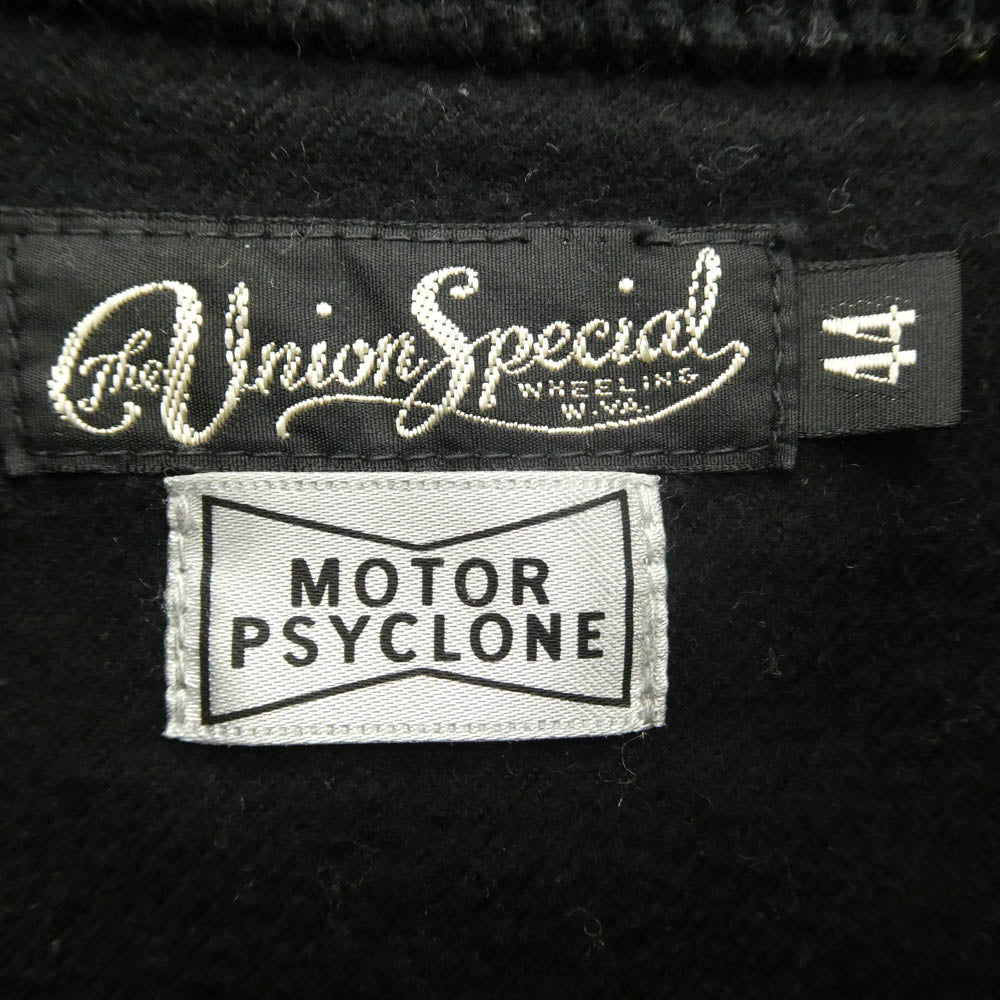 The Union Special
WHEELING
W.VA.
44
MOTOR
PSYCLONE